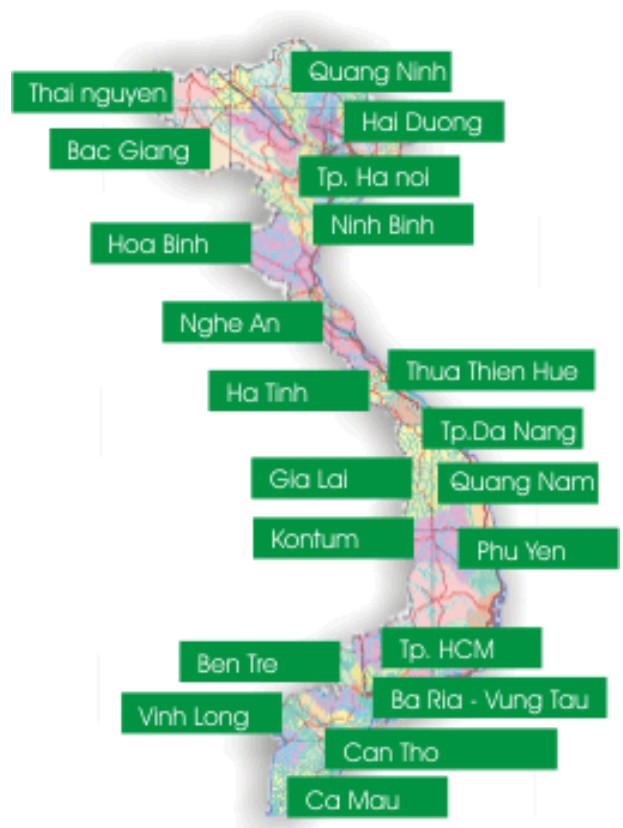 Quang Ninh
Thai nguyen
Hai Duong
Bac Giang
Tp. Ha noi
Ninh Binh
Hoa Binh
Nghe An
Thua Thien Hue
Ha Tinh
Tp.Da Nang
Gia Lai
Quang Nam
Kontum
Phu Yen
Tp. HCM
Ben Tre
Ba Ria - Vung Tau
Vinh Long
Can Tho
Ca Mau